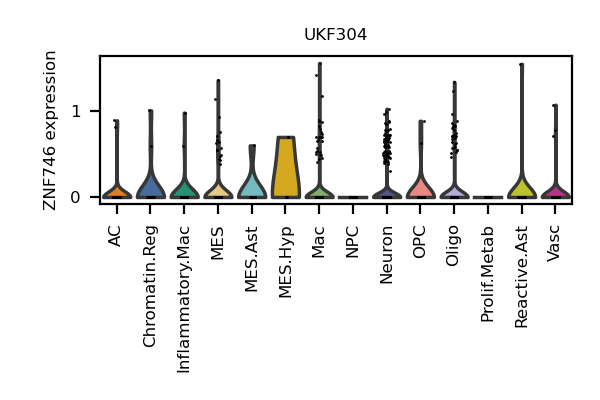 UKF304
ZNF746 expression
1
0
AC
Chromatin.Reg
Inflammatory.Mac
MES
MES.Ast
MES.Hyp
Mac
NPC
Neuron
OPC
Oligo
Prolif.Metab
Reactive.Ast
Vasc